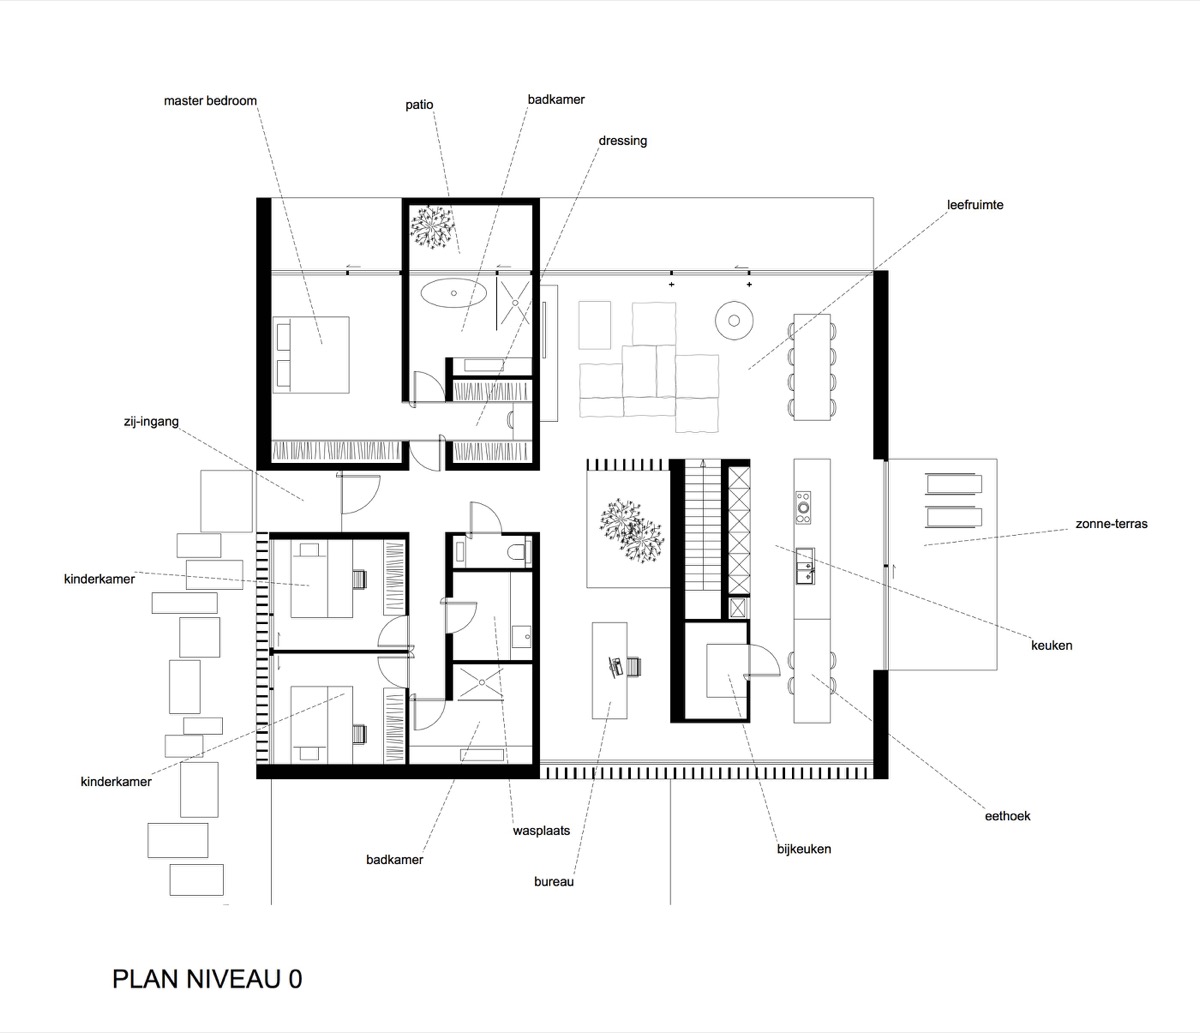 master bedroom
patio
badkamer
dressing
leefruimte
zij-ingang
zonne-terras
kinderkamer
keuken
kinderkamer
eethoek
wasplaats
bijkeuken
badkamer
bureau
PLAN NIVEAU 0